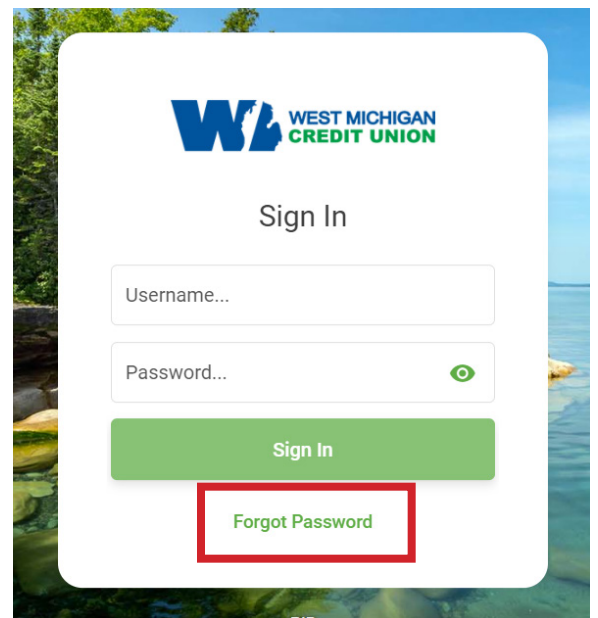 WEST MICHIGAN
CREDIT UNION
Sign In
Username...
Password...
Sign In
Forgot Password